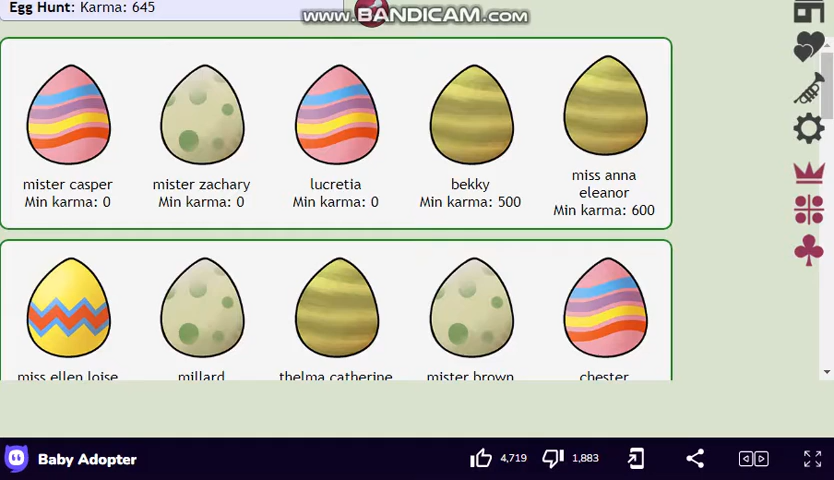 Egg Hunt: Karma: 645
www.BANDICAM.com
mister casper
Min karma: 0
mister zachary
Min karma: 0
lucretia
Min karma: 0
bekky
Min karma: 500
miss anna
eleanor
Min karma: 600
miss ellen loise
millard
thelma catherine
mister brown
chester
Baby Adopter
4,719
1,883